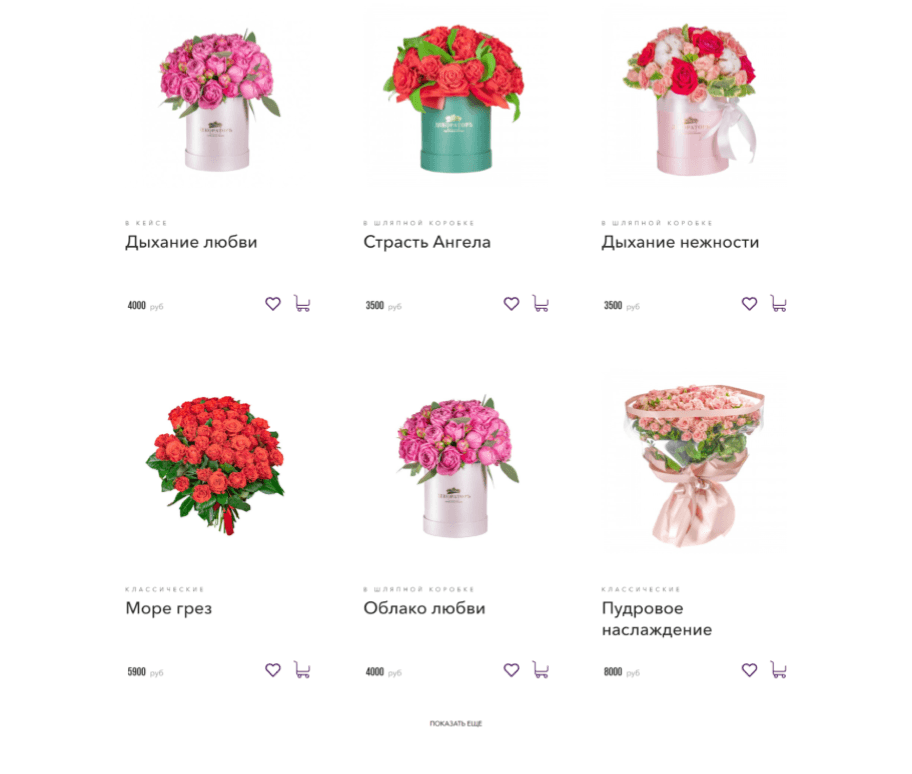 В КЕЙСЕ
Дыхание любви
4000 руб
В ШЛЯПНОЙ КОРОБКЕ
Страсть Ангела
3500 руб
В ШЛЯПНОЙ КОРОБКЕ
Дыхание нежности
3500 руб
КЛАССИЧЕСКИЕ
Море грез
5900 руб
В ШЛЯПНОЙ КОРОБКЕ
Облако любви
4000 руб
КЛАССИЧЕСКИЕ
Пудровое
наслаждение
8000 руб
ПОКАЗАТЬ ЕЩЕ